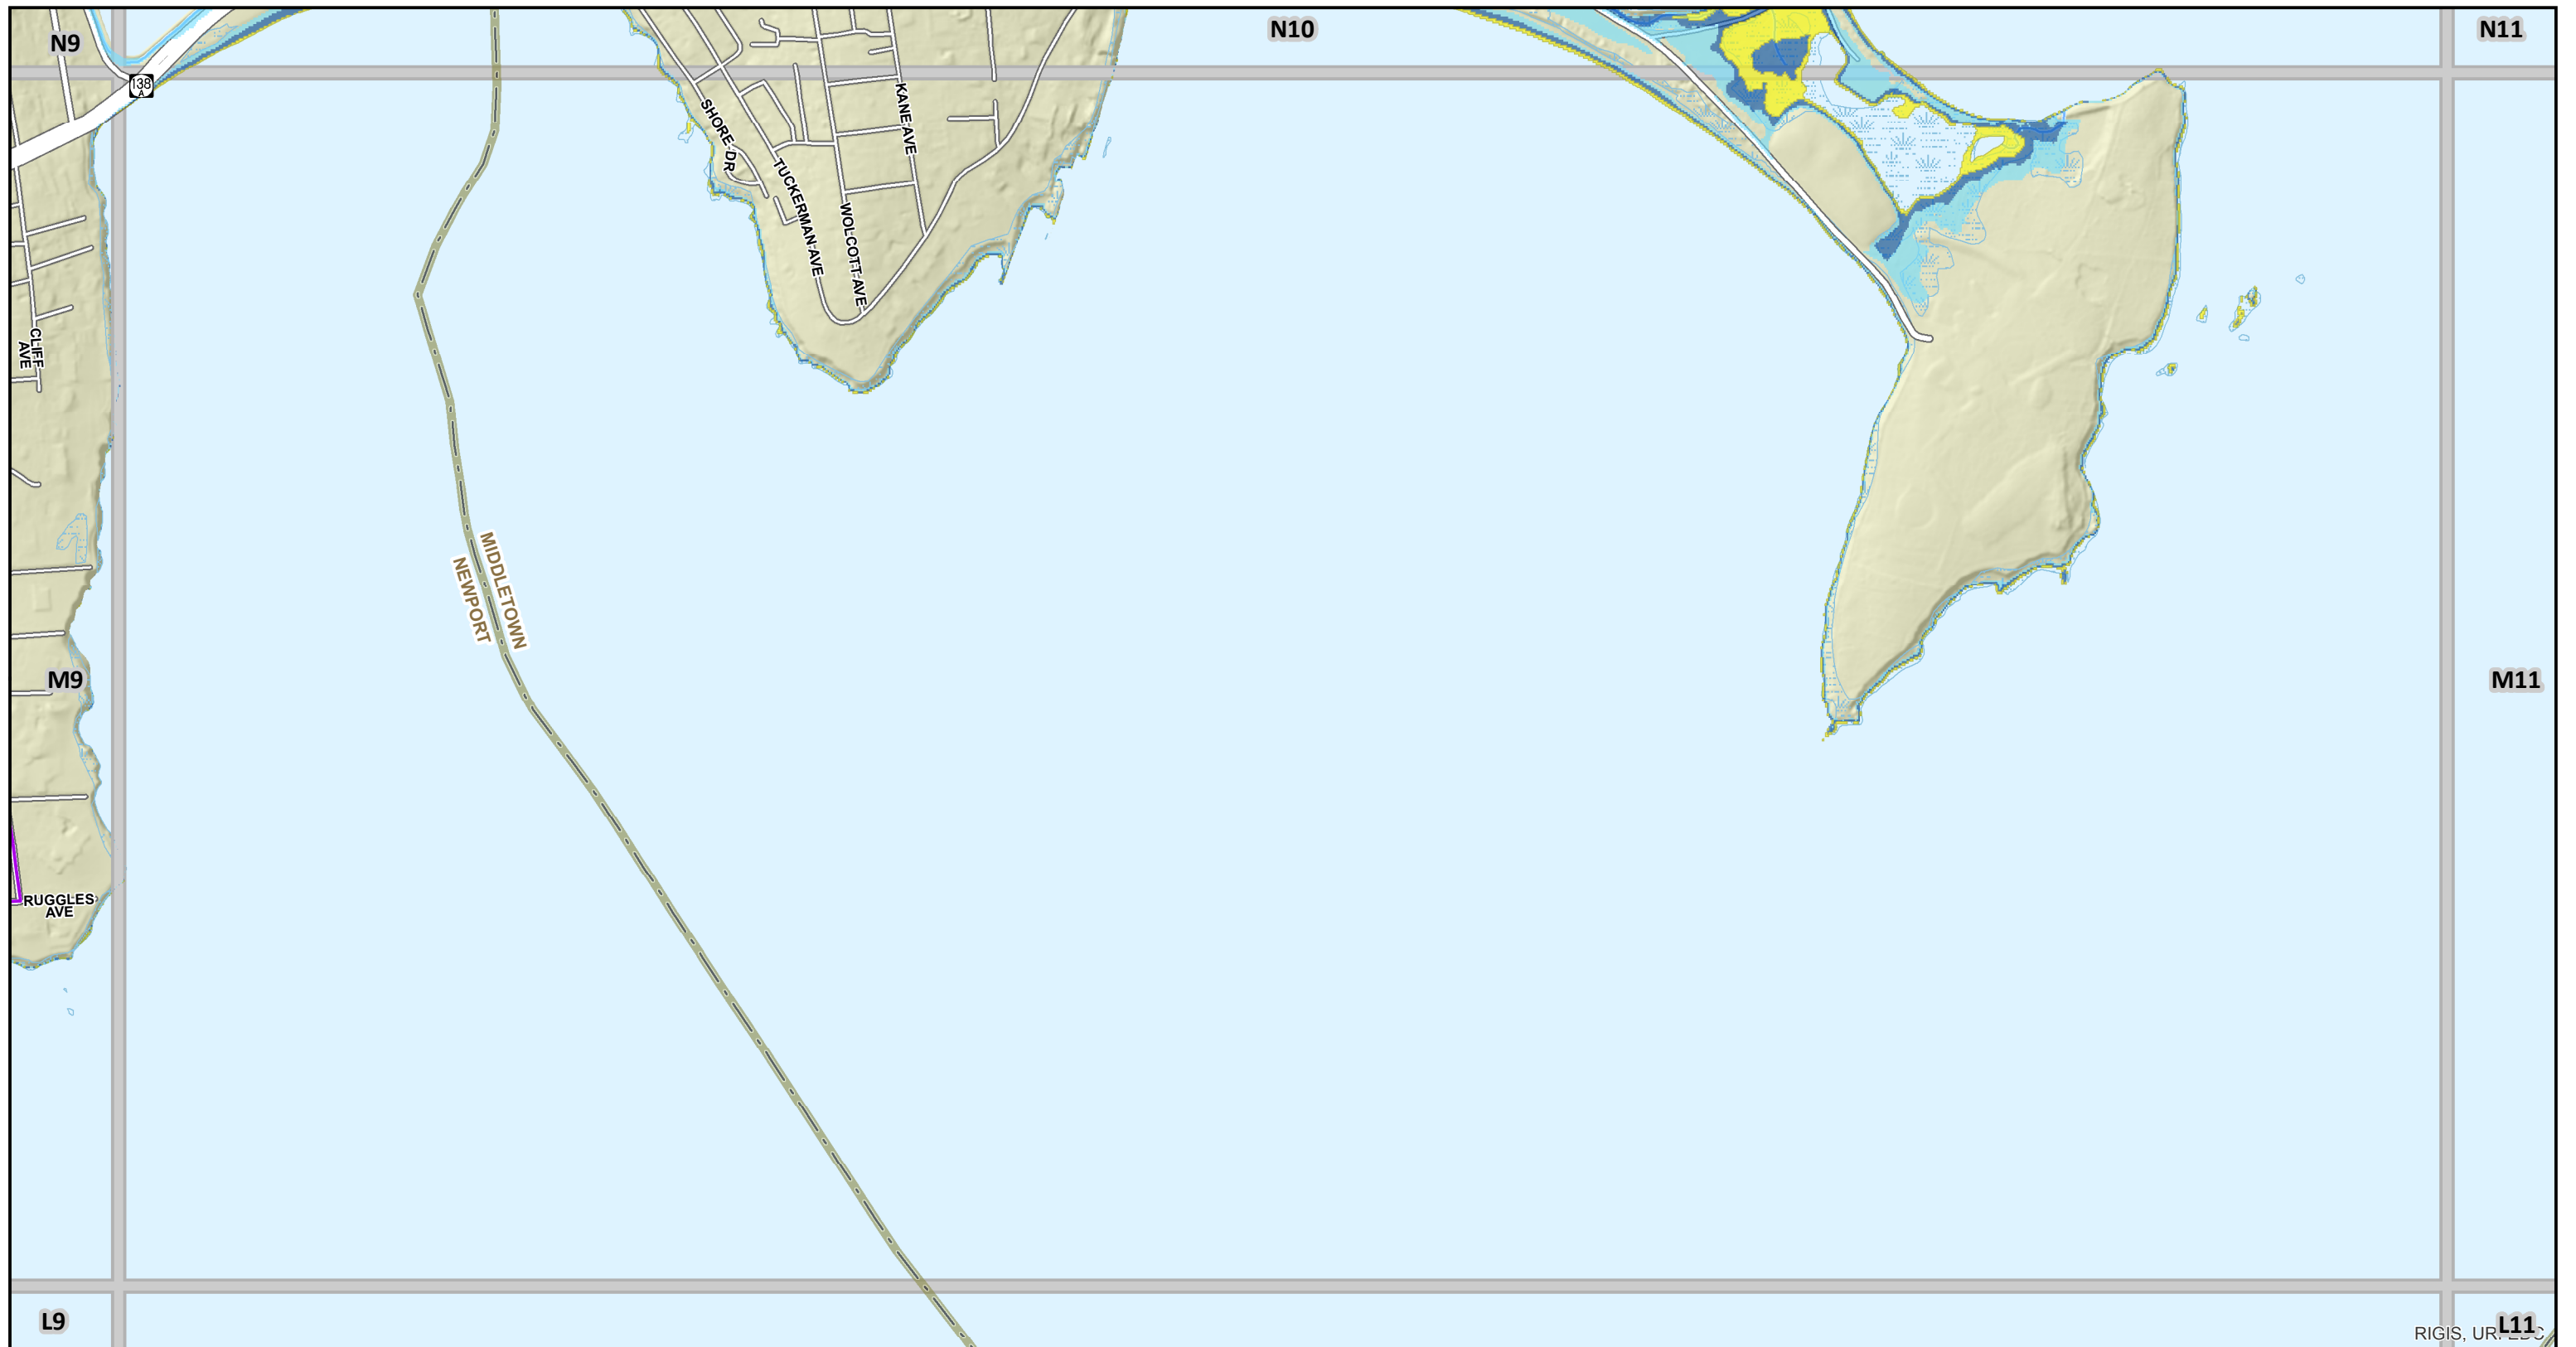 N9
N10
N11
138
A
SHORE DR
KANE AVE
TUCKERMAN AVE
WOLCOTT AVE
CLIFF
AVE
MIDDLETOWN
NEWPORT
M9
M11
RUGGLES
AVE
L9
L11
RIGIS,